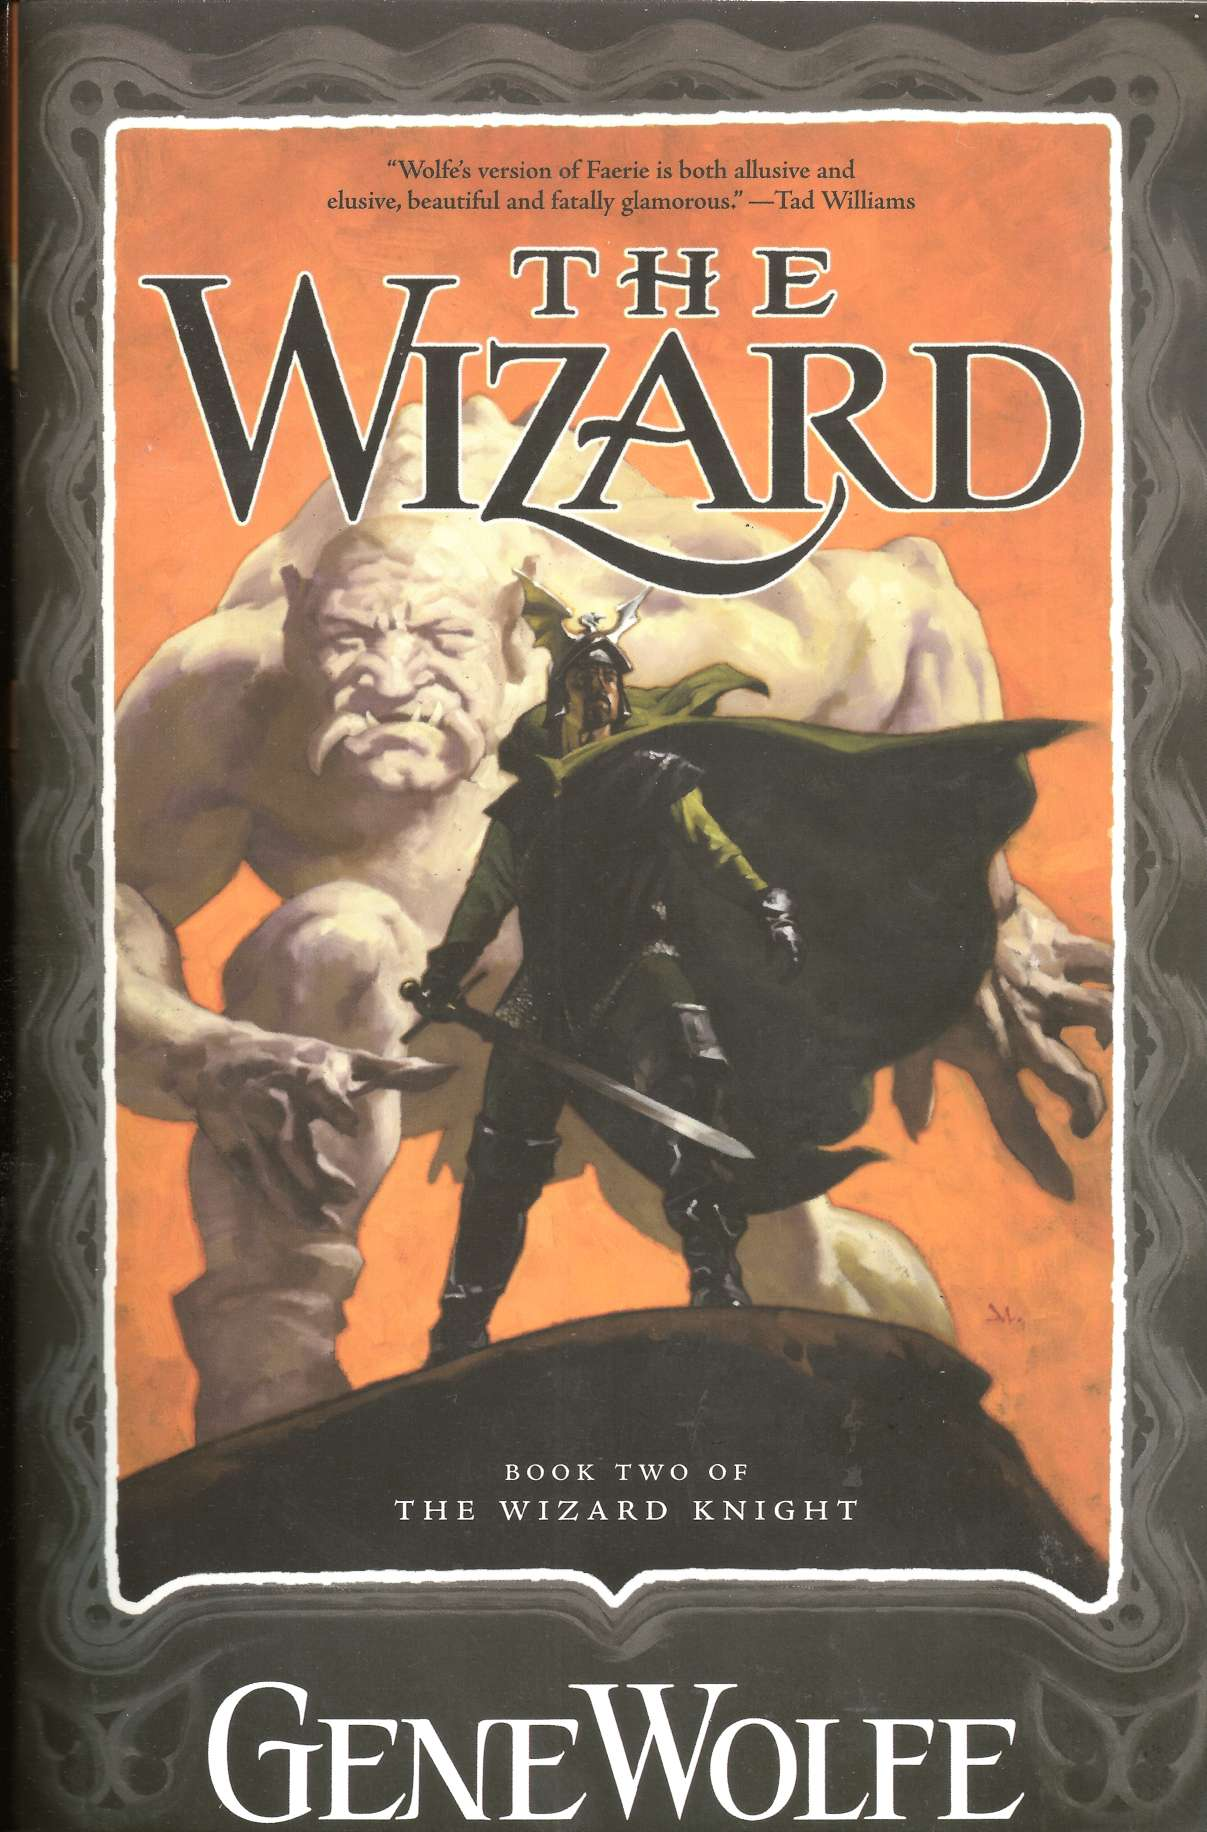 “Wolfe’s version of Faerie is both allusive and
elusive, beautiful and fatally glamorous.” —Tad Williams
THE
WIZARD
BOOK TWO OF
THE WIZARD KNIGHT
GENE WOLFE